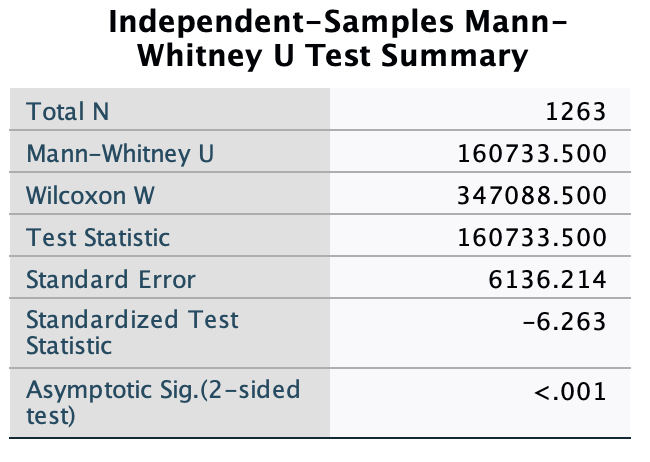 Independent-Samples Mann-
Whitney U Test Summary
Total N 1263
Mann-Whitney U 160733.500
Wilcoxon W 347088.500
Test Statistic 160733.500
Standard Error 6136.214
Standardized Test -6.263
Statistic
Asymptotic Sig.(2-sided <.001
test)